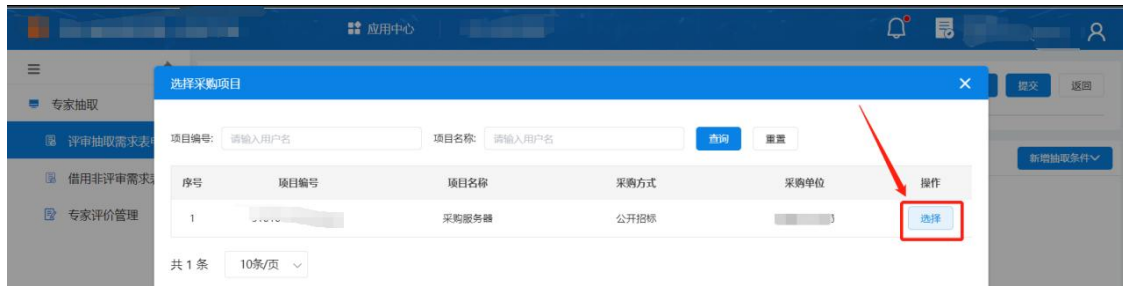 应用中心
选择采购项目
专家抽取
提交 返回
评审抽取需求表
项目编号: 请输入用户名 项目名称: 请输入用户名 查询 重置
新增抽取条件
借用非评审需求
序号 项目编号 项目名称 采购方式 采购单位 操作
专家评价管理
1 采购服务器 公开招标 选择
共 1 条 10条/页